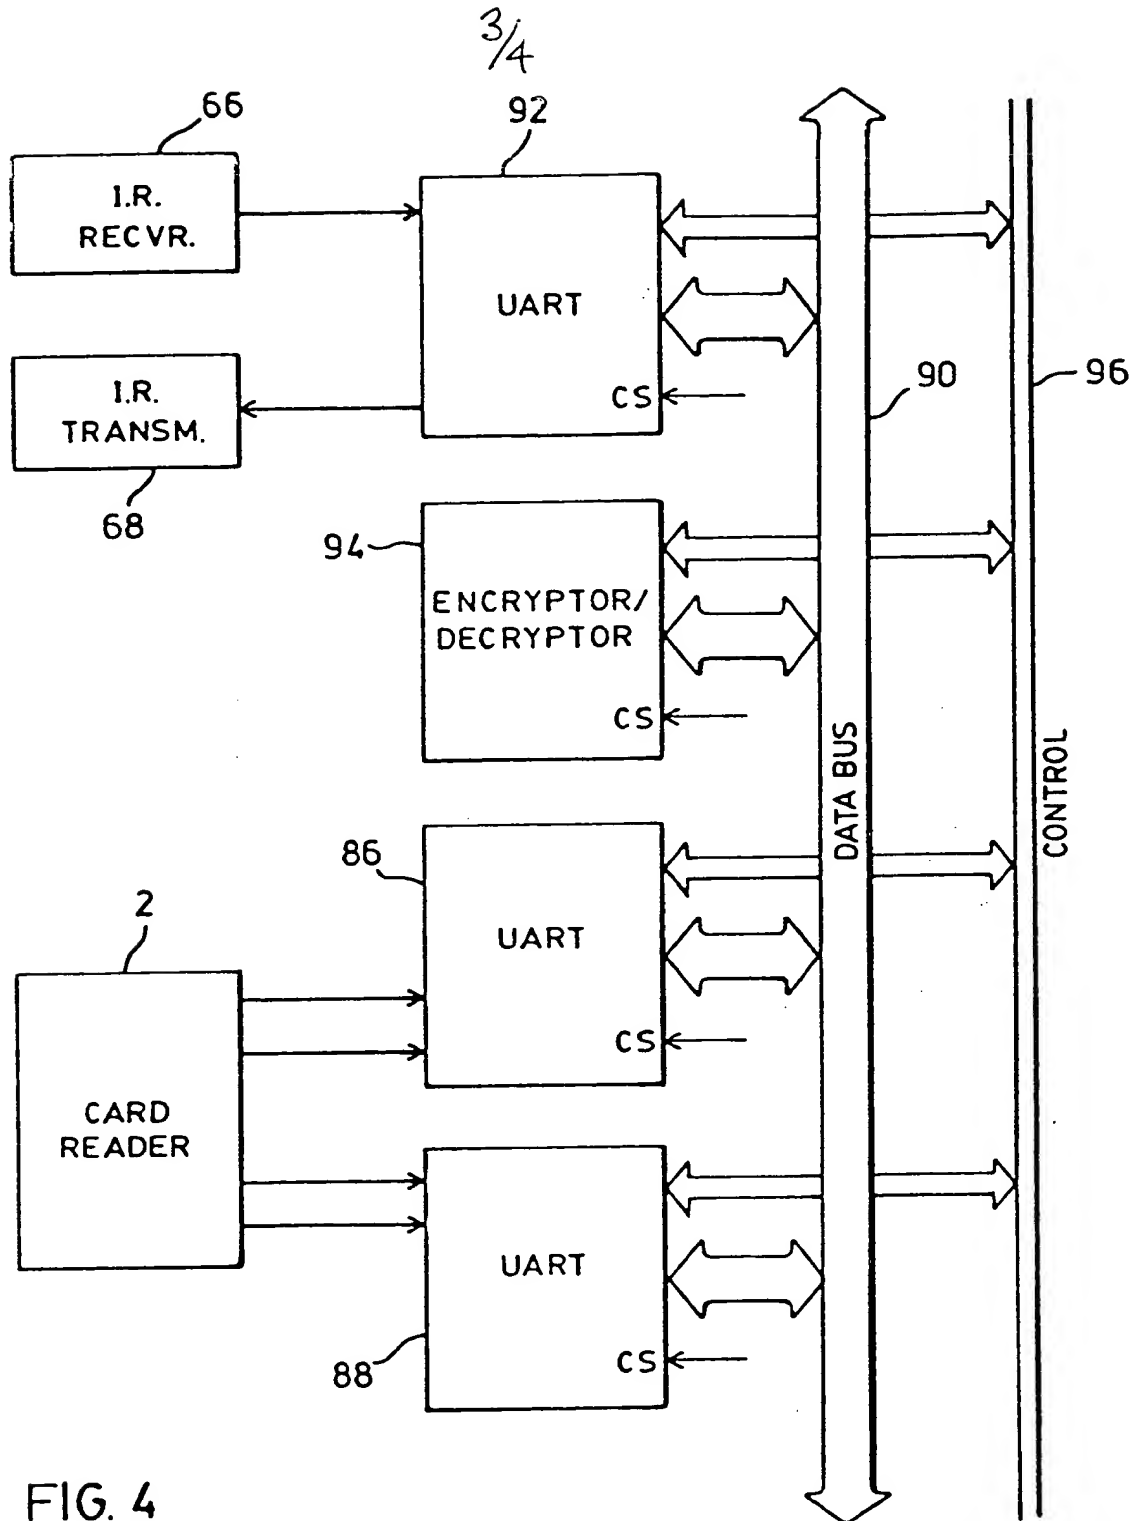 3/4
66
92
I.R.
RECVR.
UART
CS
I.R.
TRANSM.
68
90
96
94
ENCRYPTOR/
DECRYPTOR
CS
DATA BUS
CONTROL
86
UART
CS
2
CARD
READER
UART
CS
88
FIG. 4